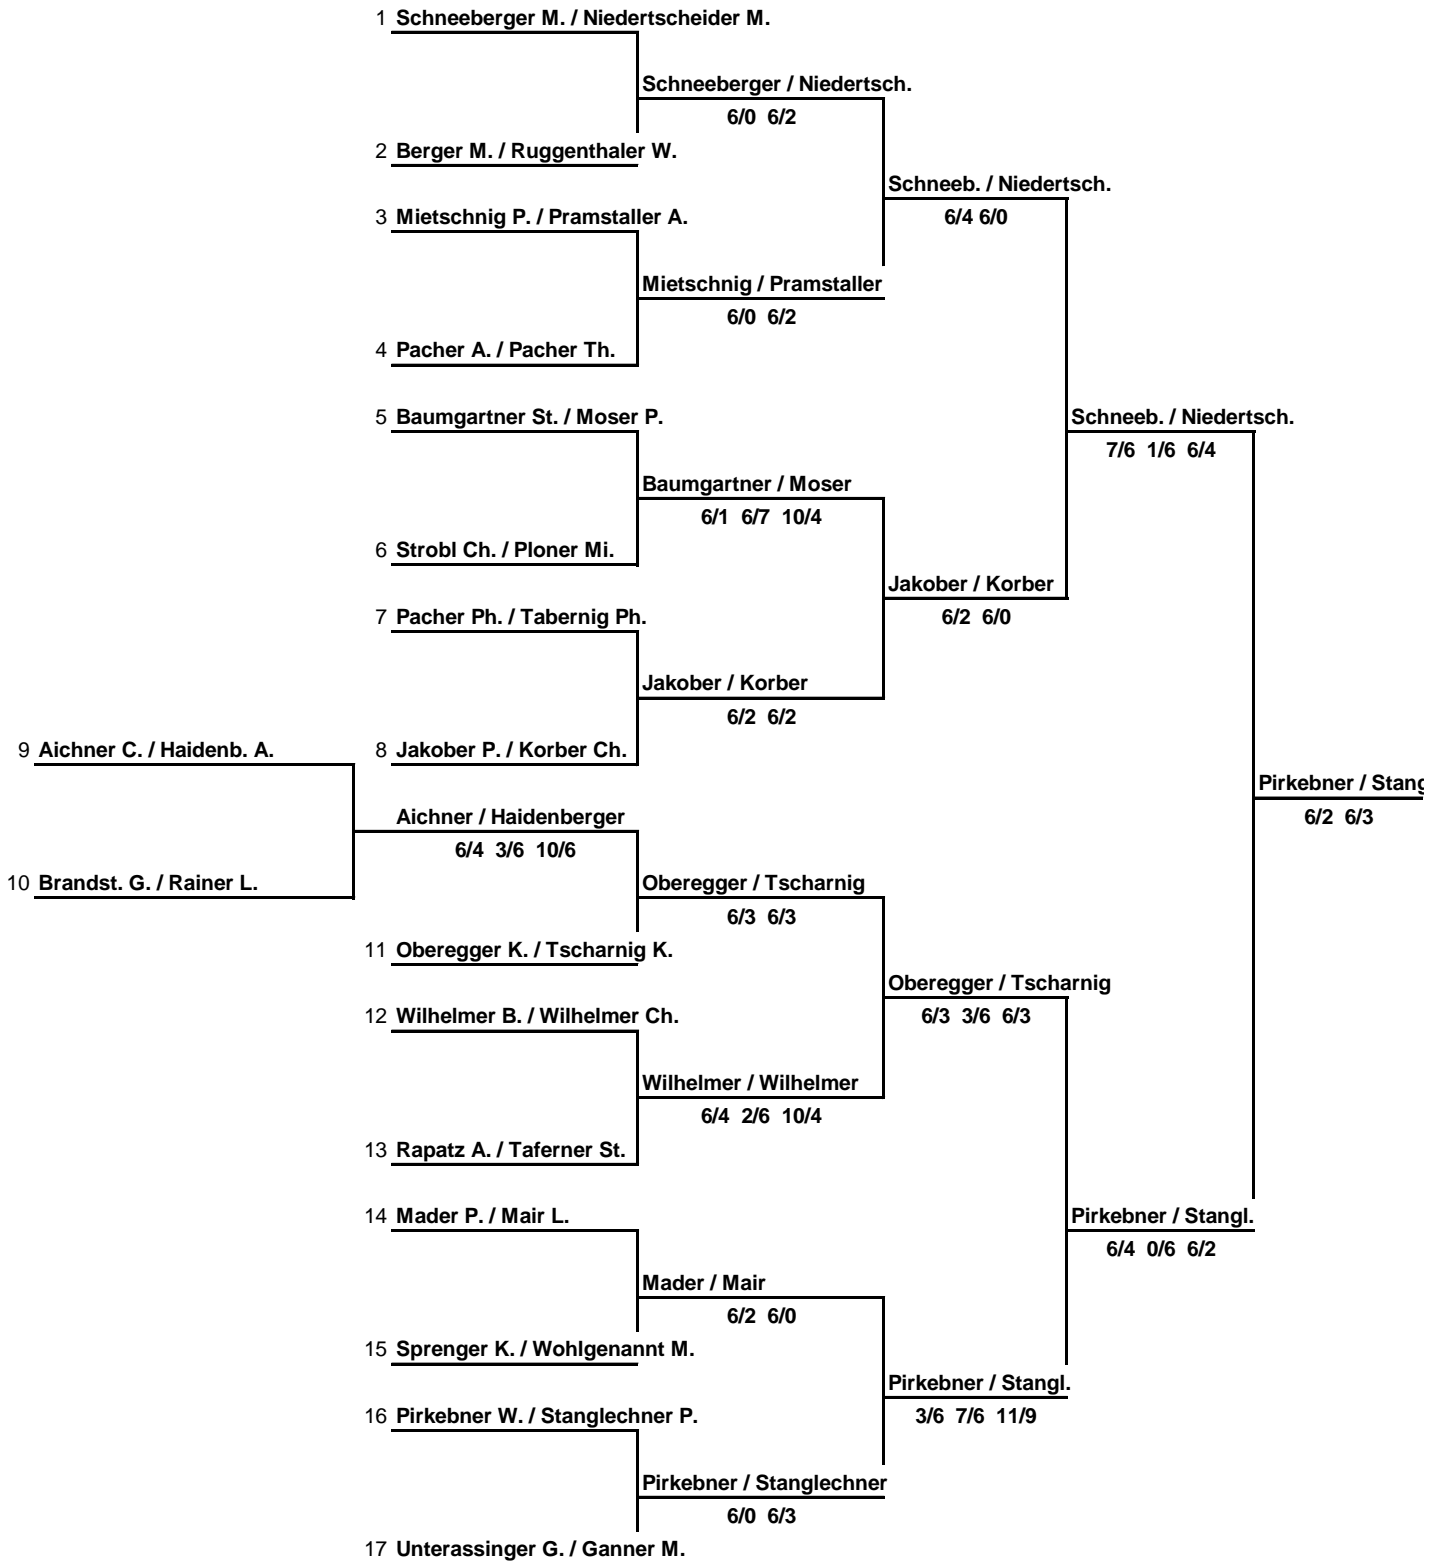 1 Schneeberger M. / Niedertscheider M.
Schneeberger / Niedertsch.
6/0 6/2
2 Berger M. / Ruggenthaler W.
Schneeb. / Niedertsch.
6/4 6/0
3 Mietschnig P. / Pramstaller A.
Mietschnig / Pramstaller
6/0 6/2
4 Pacher A. / Pacher Th.
5 Baumgartner St. / Moser P.
Schneeb. / Niedertsch.
7/6 1/6 6/4
Baumgartner / Moser
6/1 6/7 10/4
6 Strobl Ch. / Ploner Mi.
Jakober / Korber
6/2 6/0
7 Pacher Ph. / Tabernig Ph.
Jakober / Korber
6/2 6/2
9 Aichner C. / Haidenb. A.
8 Jakober P. / Korber Ch.
Pirkebner / Stang
6/2 6/3
Aichner / Haidenberger
6/4 3/6 10/6
10 Brandst. G. / Rainer L.
Oberegger / Tscharnig
6/3 6/3
11 Oberegger K. / Tscharnig K.
Oberegger / Tscharnig
6/3 3/6 6/3
12 Wilhelmer B. / Wilhelmer Ch.
Wilhelmer / Wilhelmer
6/4 2/6 10/4
13 Rapatz A. / Taferner St.
14 Mader P. / Mair L.
Pirkebner / Stangl.
6/4 0/6 6/2
Mader / Mair
6/2 6/0
15 Sprenger K. / Wohlgenannt M.
Pirkebner / Stangl.
3/6 7/6 11/9
16 Pirkebner W. / Stanglechner P.
Pirkebner / Stanglechner
6/0 6/3
17 Unterassinger G. / Ganner M.